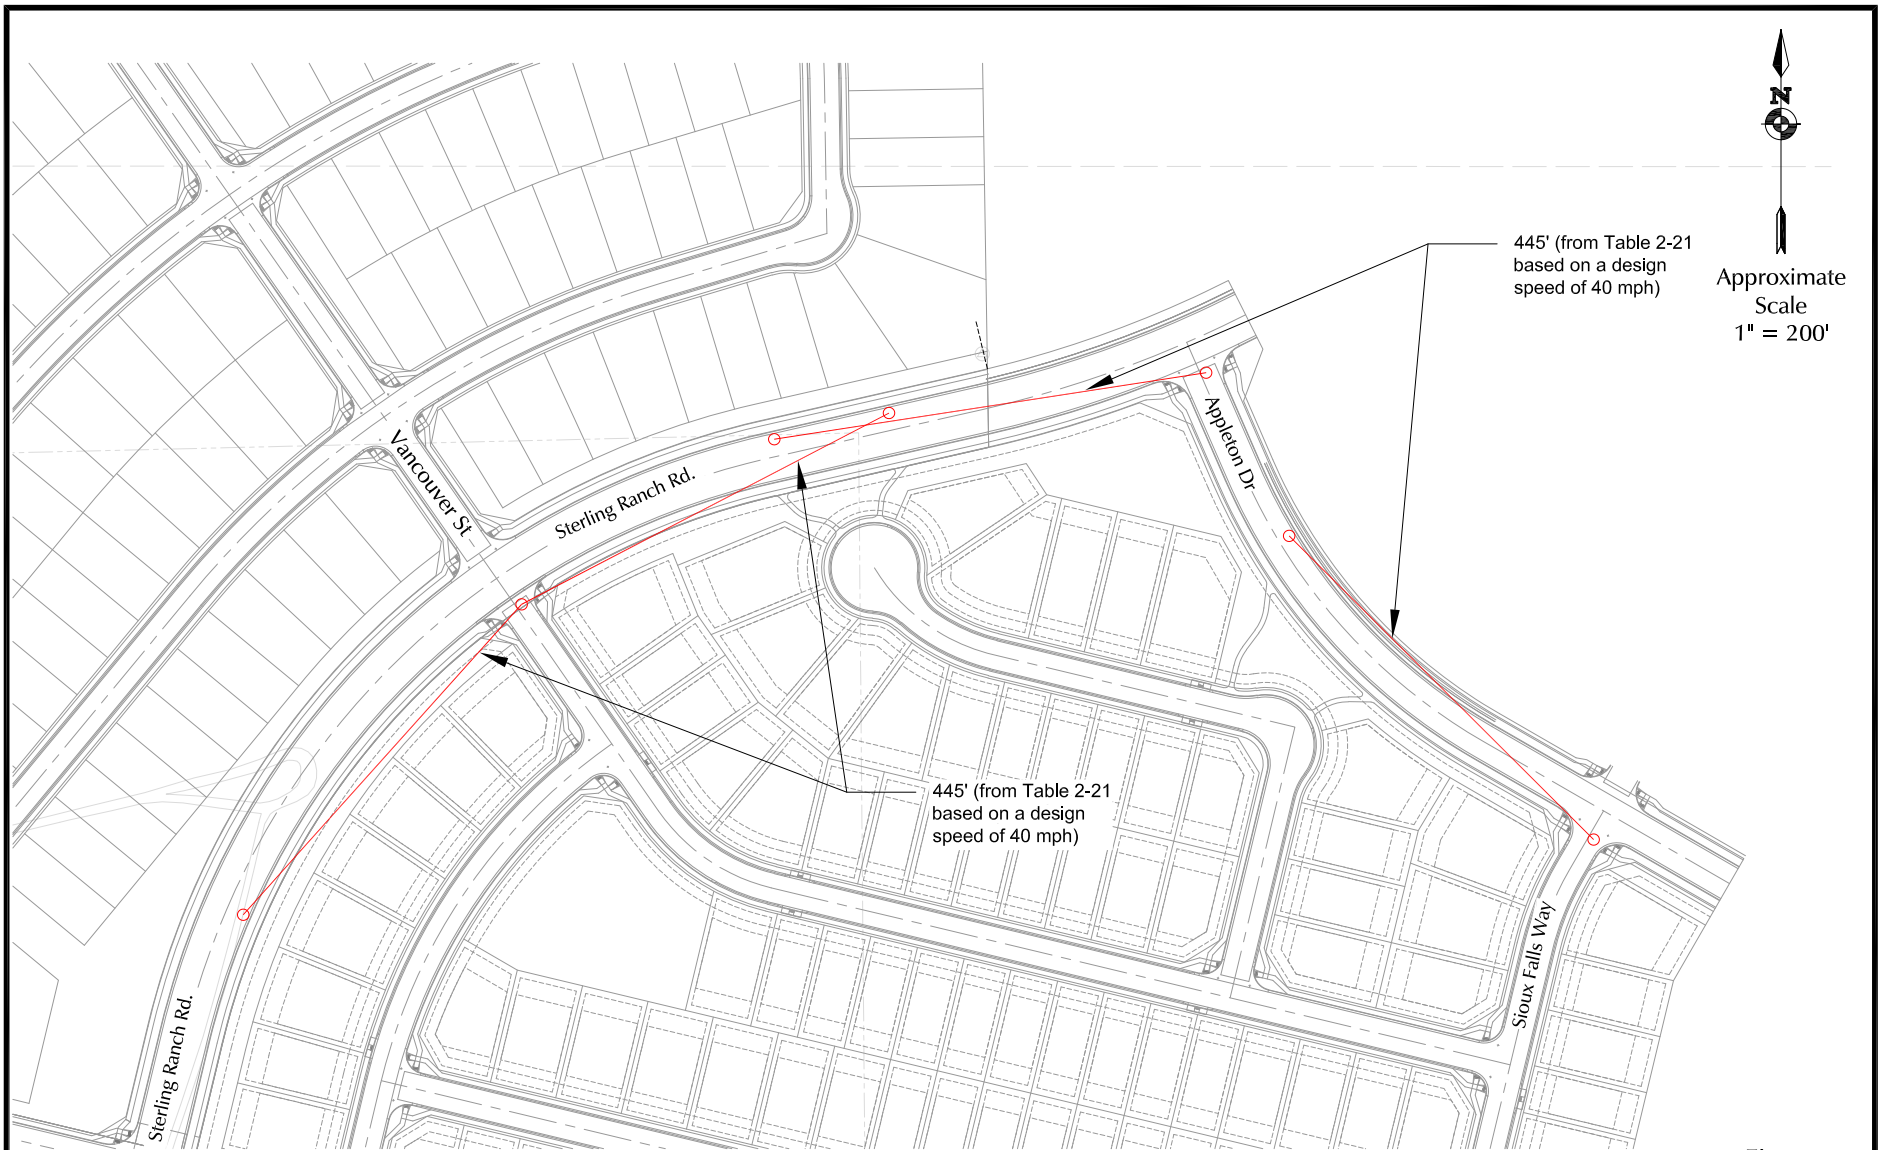 N
Approximate
Scale
1" = 200'
445' (from Table 2-21
based on a design
speed of 40 mph)
Appleton Dr
Vancouver St
Sterling Ranch Rd.
445' (from Table 2-21
based on a design
speed of 40 mph)
Sioux Falls Way
Sterling Ranch Rd.